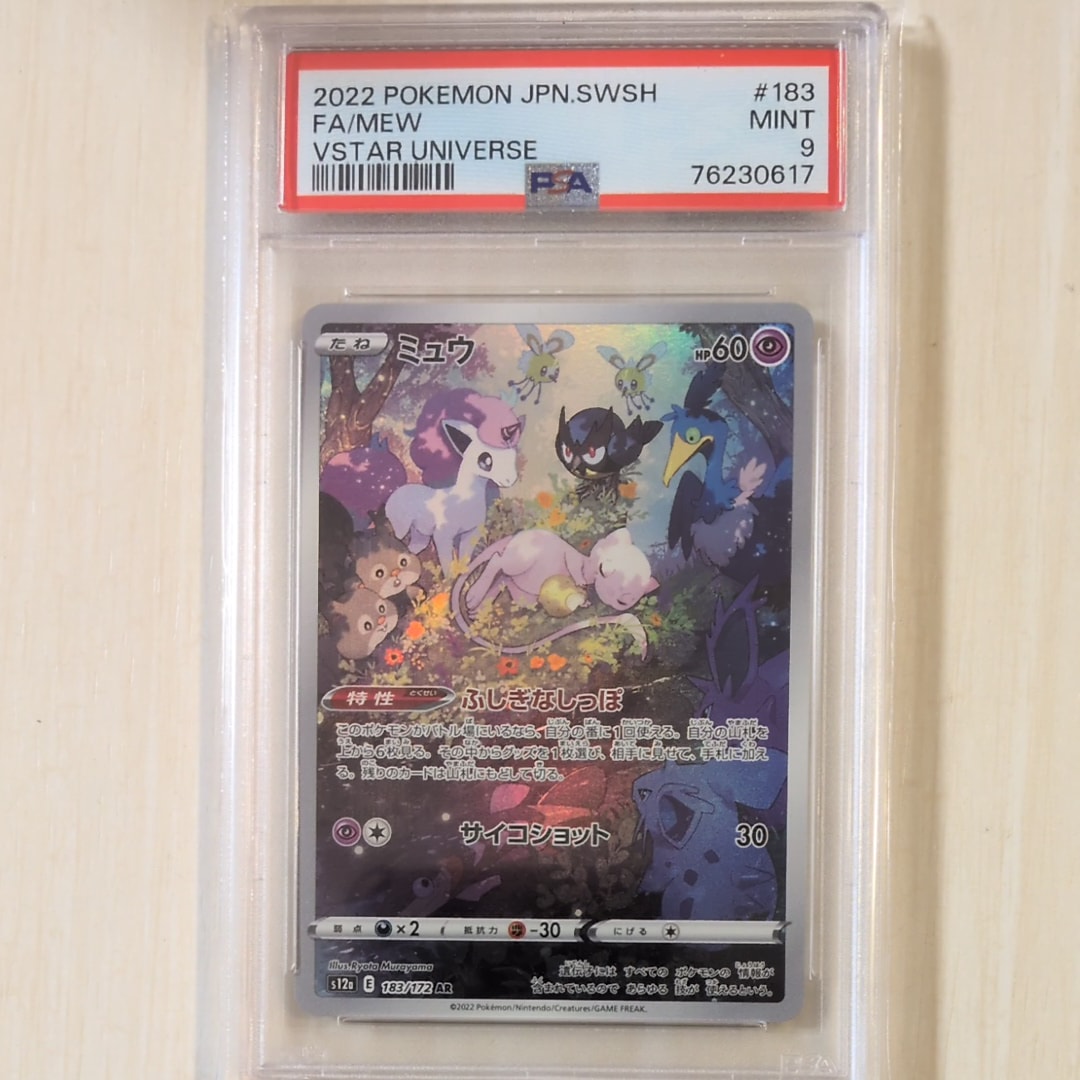 2022 POKEMON JPN.SWSH #183
FA/MEW MINT
VSTAR UNIVERSE 9
PSA 76230617
たね ミュウ HP60
特性 とくせい ふしぎなしっぽ
このポケモンがバトル場にいるなら、自分の番に1回使える。自分の山札を
上から6枚見る。その中からグッズを1枚選び、相手に見せて、手札に加え
る。残りのカードは山札にもどして切る。
サイコショット 30
弱点 ×2 抵抗力 -30 にげる
Illus.Ryota Murayama
遺伝子には すべての ポケモンの 情報が
含まれているので あらゆる 技が 使えるという。
s12a E 183/172 AR
©2022 Pokémon/Nintendo/Creatures/GAME FREAK.